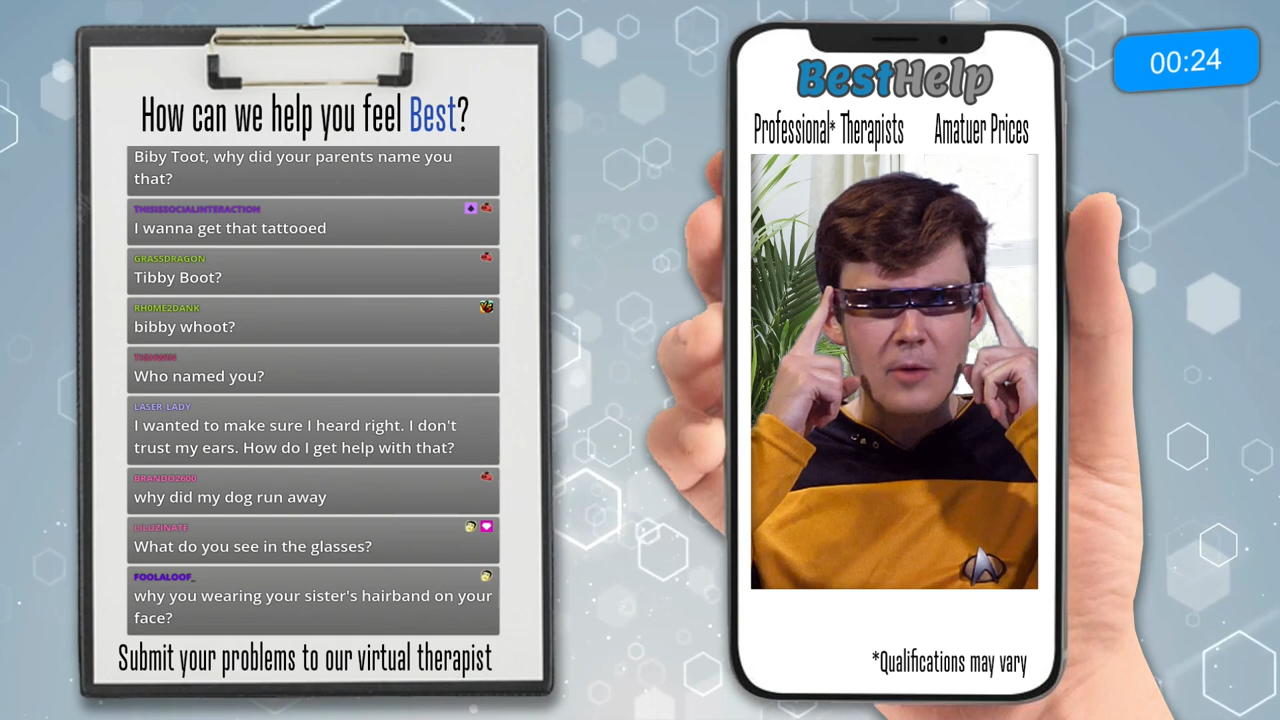 How can we help you feel Best?
Biby Toot, why did your parents name you
that?
THISISSOCIALINTERACTION
I wanna get that tattooed
GRASSDRAGON
Tibby Boot?
RH0ME2DANK
bibby whoot?
Who named you?
LASER_LADY
I wanted to make sure I heard right. I don't
trust my ears. How do I get help with that?
BRANDO2600
why did my dog run away
LILUZINATE
What do you see in the glasses?
FOOLALOOF_
why you wearing your sister's hairband on your
face?
Submit your problems to our virtual therapist
BestHelp
Professional* Therapists Amatuer Prices
*Qualifications may vary
00:24